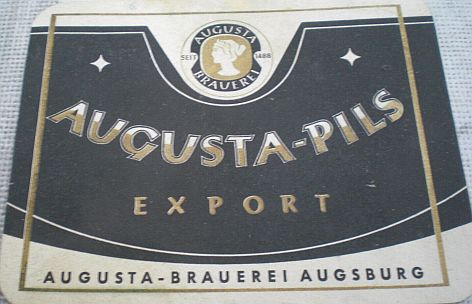 AUGUSTA
SEIT 1488
BRAUEREI
AUGUSTA-PILS
EXPORT
AUGUSTA-BRAUEREI AUGSBURG